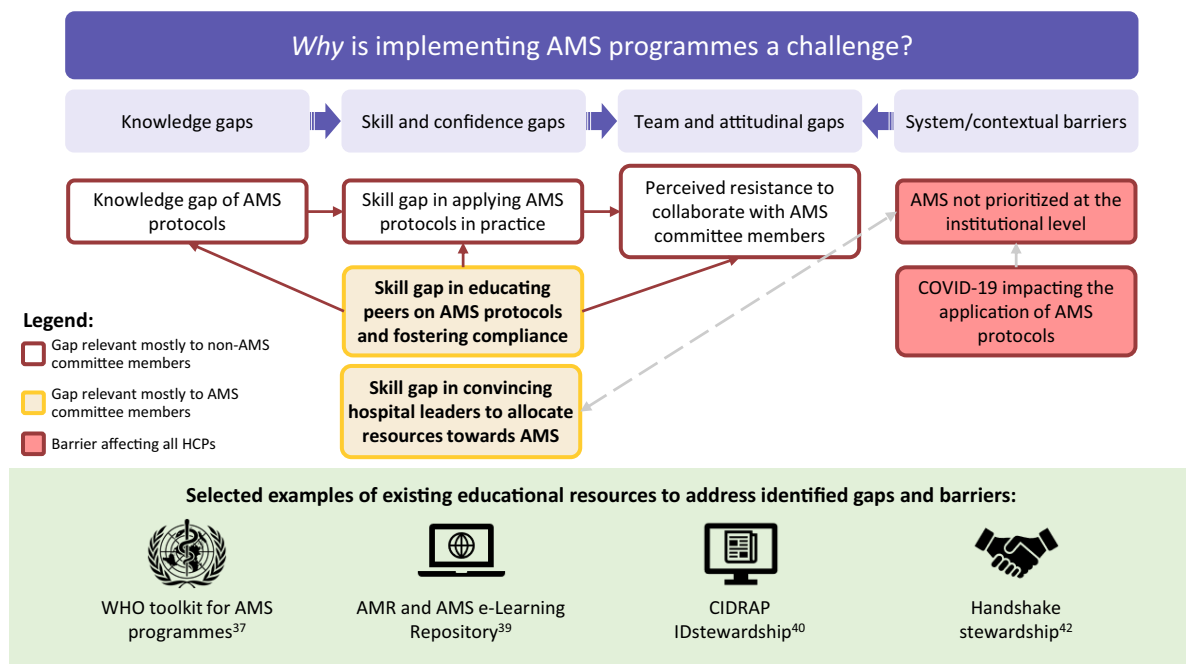 Why is implementing AMS programmes a challenge?
Knowledge gaps
Skill and confidence gaps
Team and attitudinal gaps
System/contextual barriers
Knowledge gap of AMS
protocols
Skill gap in applying AMS
protocols in practice
Perceived resistance to
collaborate with AMS
committee members
AMS not prioritized at the
institutional level
Skill gap in educating
peers on AMS protocols
and fostering compliance
COVID-19 impacting the
application of AMS
protocols
Skill gap in convincing
hospital leaders to allocate
resources towards AMS
Legend:
Gap relevant mostly to non-AMS
committee members
Gap relevant mostly to AMS
committee members
Barrier affecting all HCPs
Selected examples of existing educational resources to address identified gaps and barriers:
WHO toolkit for AMS
programmes37
AMR and AMS e-Learning
Repository39
CIDRAP
IDstewardship40
Handshake
stewardship42